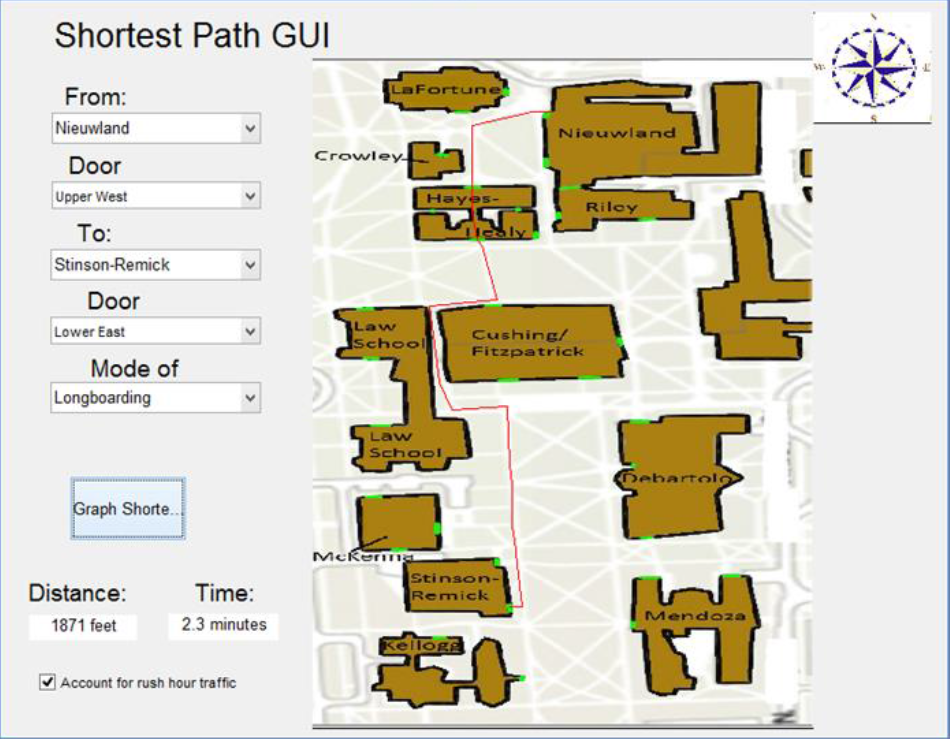 Shortest Path GUI
From:
Nieuwland
Door
Upper West
To:
Stinson-Remick
Door
Lower East
Mode of
Longboarding
Graph Shorte...
Distance:
Time:
1871 feet
2.3 minutes
Account for rush hour traffic
LaFortune
Nieuwland
Crowley
Hayes-
Healy
Riley
Law
School
Cushing/
Fitzpatrick
Law
School
Debartolo
McKenna
Stinson-
Remick
Mendoza
Kellogg
W
E
S